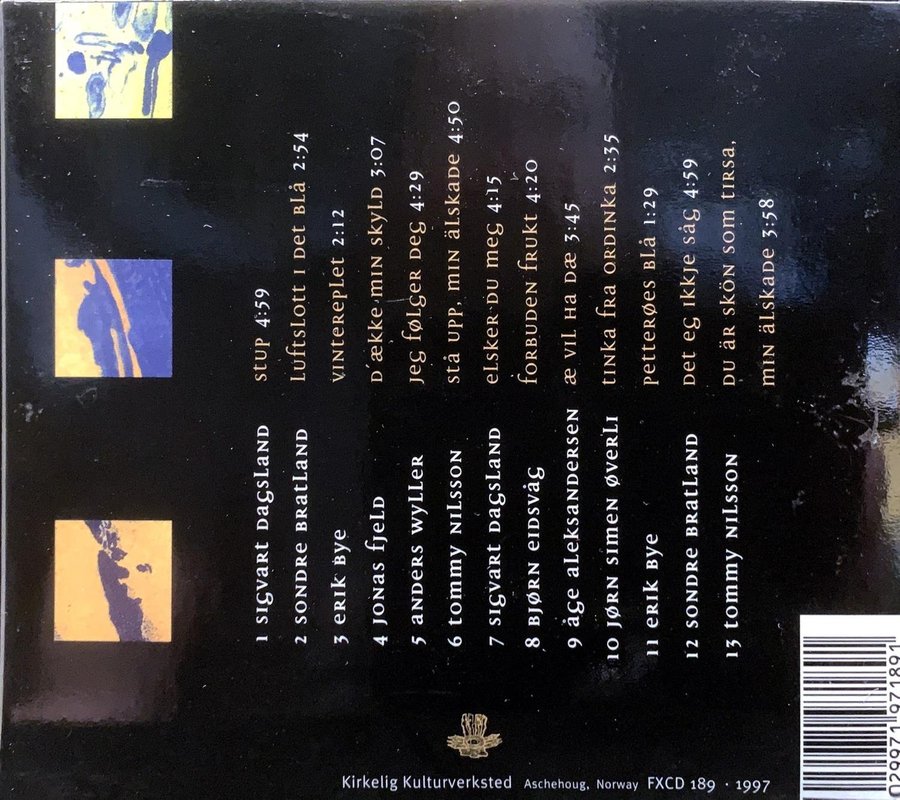 1 Sigvart Dagsland Stup 4:59
2 Sondre Bratland Luftslott i det blå 2:54
3 Erik Bye Vintereplet 2:12
4 Jonas Fjeld D'ække min skyld 3:07
5 Anders Wyller Jeg følger deg 4:29
6 Tommy Nilsson Stå upp, min älskade 4:50
7 Sigvart Dagsland Elsker du meg 4:15
8 Bjørn Eidsvåg Forbuden frukt 4:20
9 Åge Aleksandersen Æ vil ha dæ 3:45
10 Jørn Simen Øverli Tinka fra Ordinka 2:35
11 Erik Bye Petterøes blå 1:29
12 Sondre Bratland Det eg ikkje såg 4:59
13 Tommy Nilsson Du är skön som Tirsa,
min älskade 3:58
Kirkelig Kulturverksted Aschehoug, Norway FXCD 189 · 1997
029971 971891